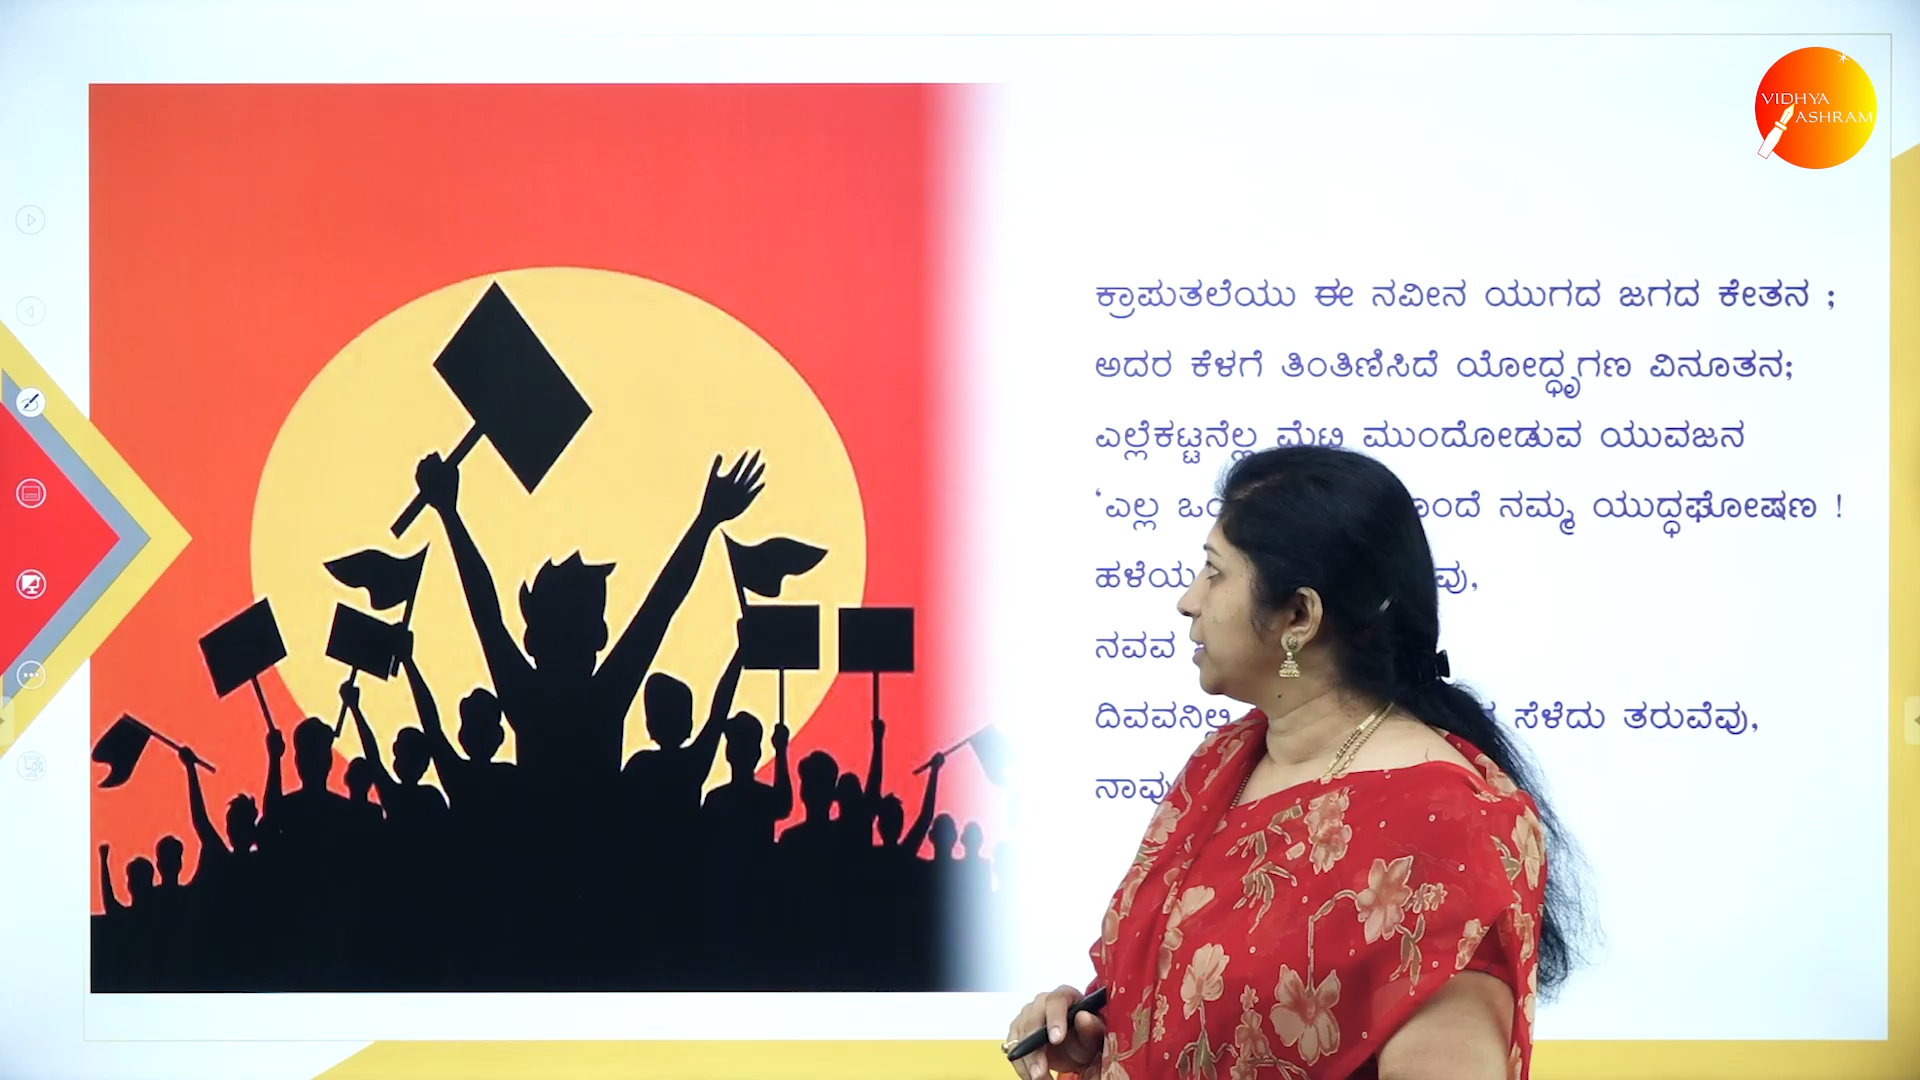 VIDHYA
ASHRAM
ಕ್ರಾಪುತಲೆಯು ಈ ನವೀನ ಯುಗದ ಜಗದ ಕೇತನ ;
ಅದರ ಕೆಳಗೆ ತಿಂತಿಣಿಸಿದೆ ಯೋದ್ಧೃಗಣ ವಿನೂತನ;
ಎಲ್ಲೆಕಟ್ಟನೆಲ್ಲ ಮೆಟ್ಟಿ ಮುಂದೋಡುವ ಯುವಜನ
‘ಎಲ್ಲ ನಮ್ಮ ಯುದ್ಧಘೋಷಣ !
ಹಳೆಯ
ನವವ
ದಿವವನಿಲ್ಲಿ ಸೆಳೆದು ತರುವೆವು,
ನಾವು